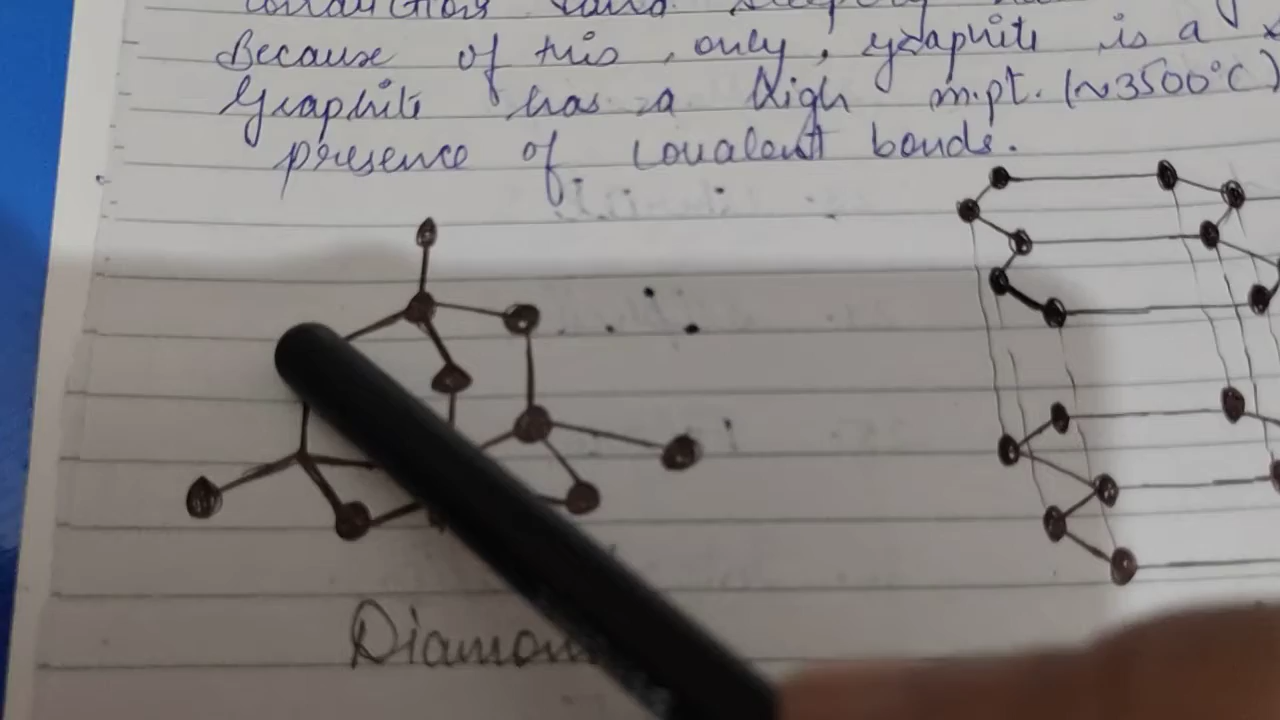 Because of this, only, graphite is a
Graphite has a high m.pt. (~3500°C)
presence of covalent bonds.
Diamon